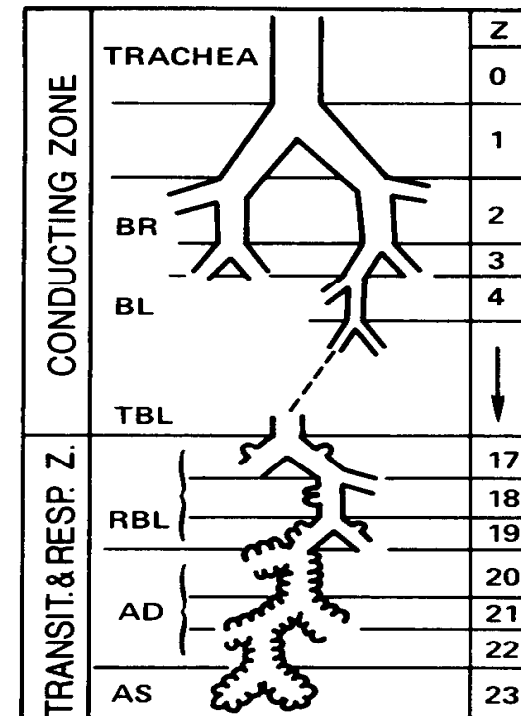 CONDUCTING ZONE
TRANSIT. & RESP. Z.
Z
TRACHEA
0
1
BR
2
3
BL
4
TBL
17
18
RBL
19
20
AD
21
22
AS
23